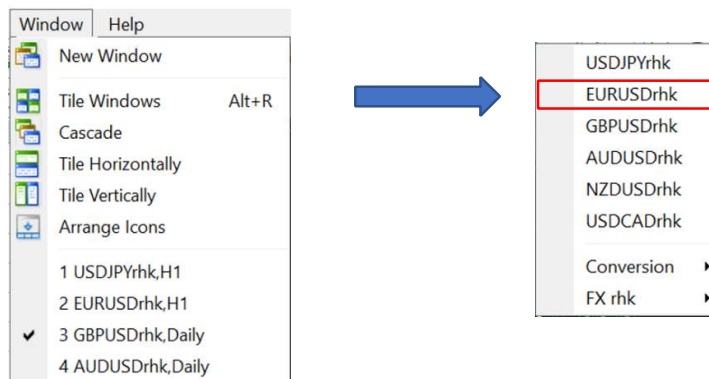 Window Help
New Window
Tile Windows Alt+R
Cascade
Tile Horizontally
Tile Vertically
Arrange Icons
1 USDJPYrhk,H1
2 EURUSDrhk,H1
3 GBPUSDrhk,Daily
4 AUDUSDrhk,Daily
USDJPYrhk
EURUSDrhk
GBPUSDrhk
AUDUSDrhk
NZDUSDrhk
USDCADrhk
Conversion
FX rhk